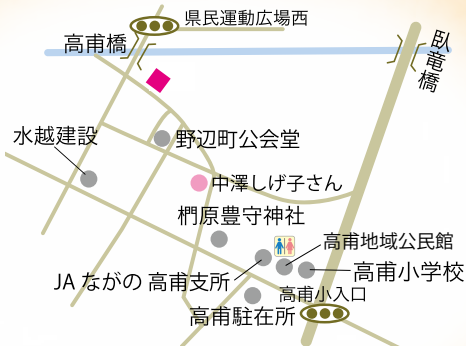 県民運動広場西
高甫橋
臥竜橋
水越建設
野辺町公会堂
中澤しげ子さん
椚原豊守神社
高甫地域公民館
高甫小学校
JAながの 高甫支所
高甫小入口
高甫駐在所